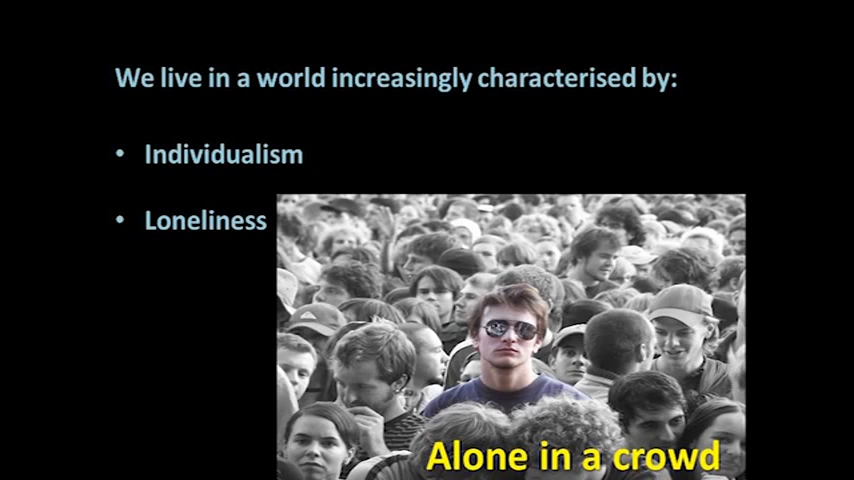 We live in a world increasingly characterised by:
• Individualism
• Loneliness
Alone in a crowd